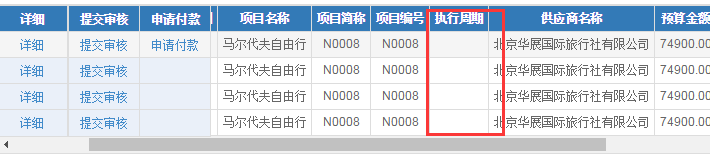 详细 提交审核 申请付款 项目名称 项目简称 项目编号 执行周期 供应商名称 预算金额
详细 提交审核 申请付款 马尔代夫自由行 N0008 N0008 北京华展国际旅行社有限公司 74900.00
详细 提交审核 马尔代夫自由行 N0008 N0008 北京华展国际旅行社有限公司 74900.00
详细 提交审核 马尔代夫自由行 N0008 N0008 北京华展国际旅行社有限公司 74900.00
详细 提交审核 马尔代夫自由行 N0008 N0008 北京华展国际旅行社有限公司 74900.00